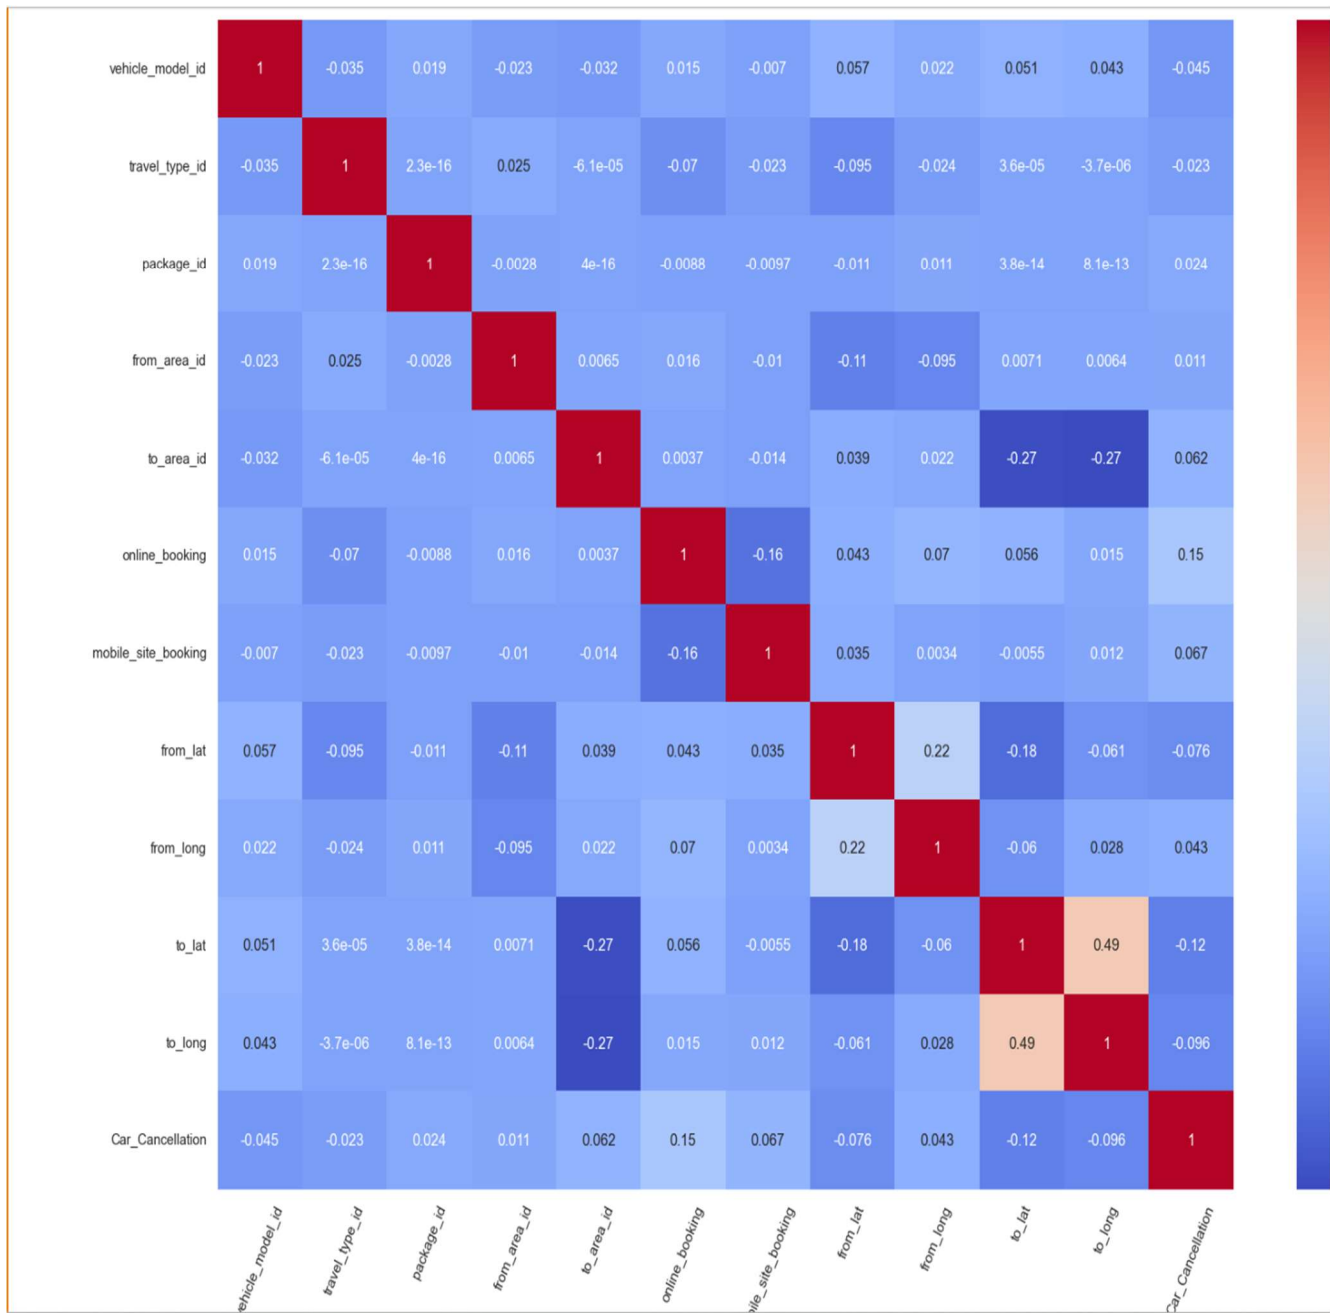 vehicle_model_id 1 -0.035 0.019 -0.023 -0.032 0.015 -0.007 0.057 0.022 0.051 0.043 -0.045
travel_type_id -0.035 1 2.3e-16 0.025 -6.1e-05 -0.07 -0.023 -0.095 -0.024 3.6e-05 -3.7e-06 -0.023
package_id 0.019 2.3e-16 1 -0.0028 4e-16 -0.0088 -0.0097 -0.011 0.011 3.8e-14 8.1e-13 0.024
from_area_id -0.023 0.025 -0.0028 1 0.0065 0.016 -0.01 -0.11 -0.095 0.0071 0.0064 0.011
to_area_id -0.032 -6.1e-05 4e-16 0.0065 1 0.0037 -0.014 0.039 0.022 -0.27 -0.27 0.062
online_booking 0.015 -0.07 -0.0088 0.016 0.0037 1 -0.16 0.043 0.07 0.056 0.015 0.15
mobile_site_booking -0.007 -0.023 -0.0097 -0.01 -0.014 -0.16 1 0.035 0.0034 -0.0055 0.012 0.067
from_lat 0.057 -0.095 -0.011 -0.11 0.039 0.043 0.035 1 0.22 -0.18 -0.061 -0.076
from_long 0.022 -0.024 0.011 -0.095 0.022 0.07 0.0034 0.22 1 -0.06 0.028 0.043
to_lat 0.051 3.6e-05 3.8e-14 0.0071 -0.27 0.056 -0.0055 -0.18 -0.06 1 0.49 -0.12
to_long 0.043 -3.7e-06 8.1e-13 0.0064 -0.27 0.015 0.012 -0.061 0.028 0.49 1 -0.096
Car_Cancellation -0.045 -0.023 0.024 0.011 0.062 0.15 0.067 -0.076 0.043 -0.12 -0.096 1
ehicle_model_id travel_type_id package_id from_area_id to_area_id online_booking ile_site_booking from_lat from_long to_lat to_long Car_Cancellation